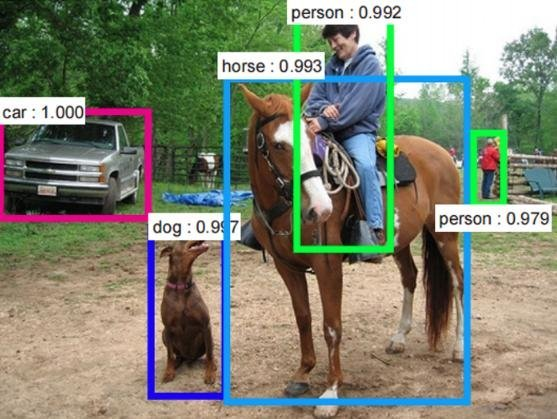 person : 0.992
horse : 0.993
car : 1.000
person : 0.979
dog : 0.997